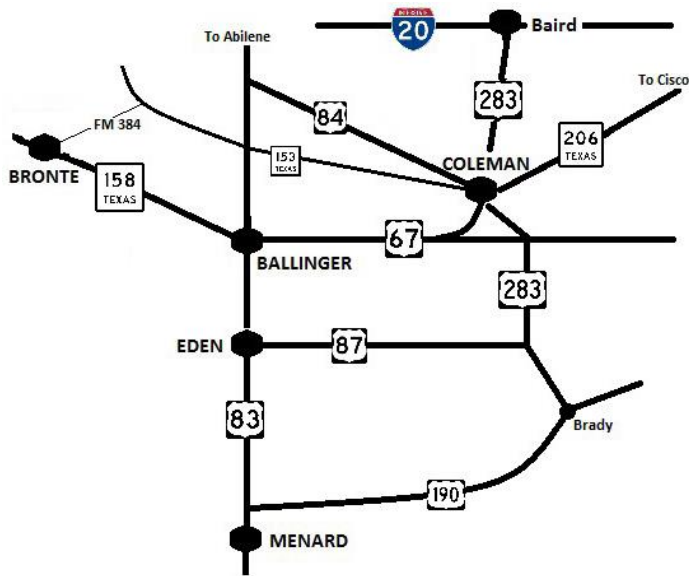 INTERSTATE
20
Baird
To Abilene
283
To Cisco
84
FM 384
206
TEXAS
153
TEXAS
COLEMAN
BRONTE
158
TEXAS
67
BALLINGER
283
EDEN
87
83
Brady
190
MENARD